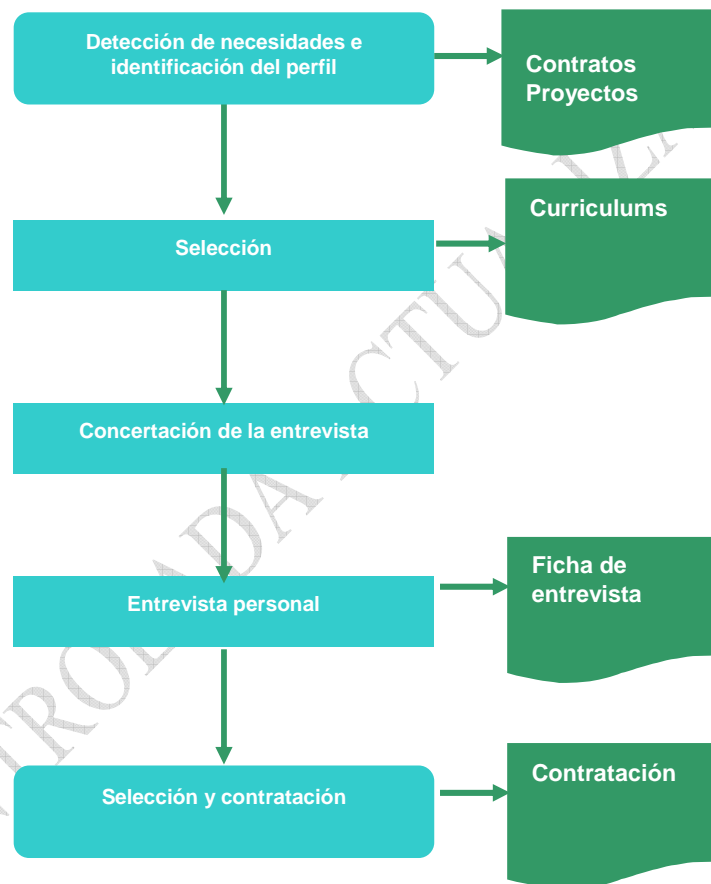 Detección de necesidades e
identificación del perfil
Contratos
Proyectos
Selección
Curriculums
Concertación de la entrevista
Entrevista personal
Ficha de
entrevista
Selección y contratación
Contratación